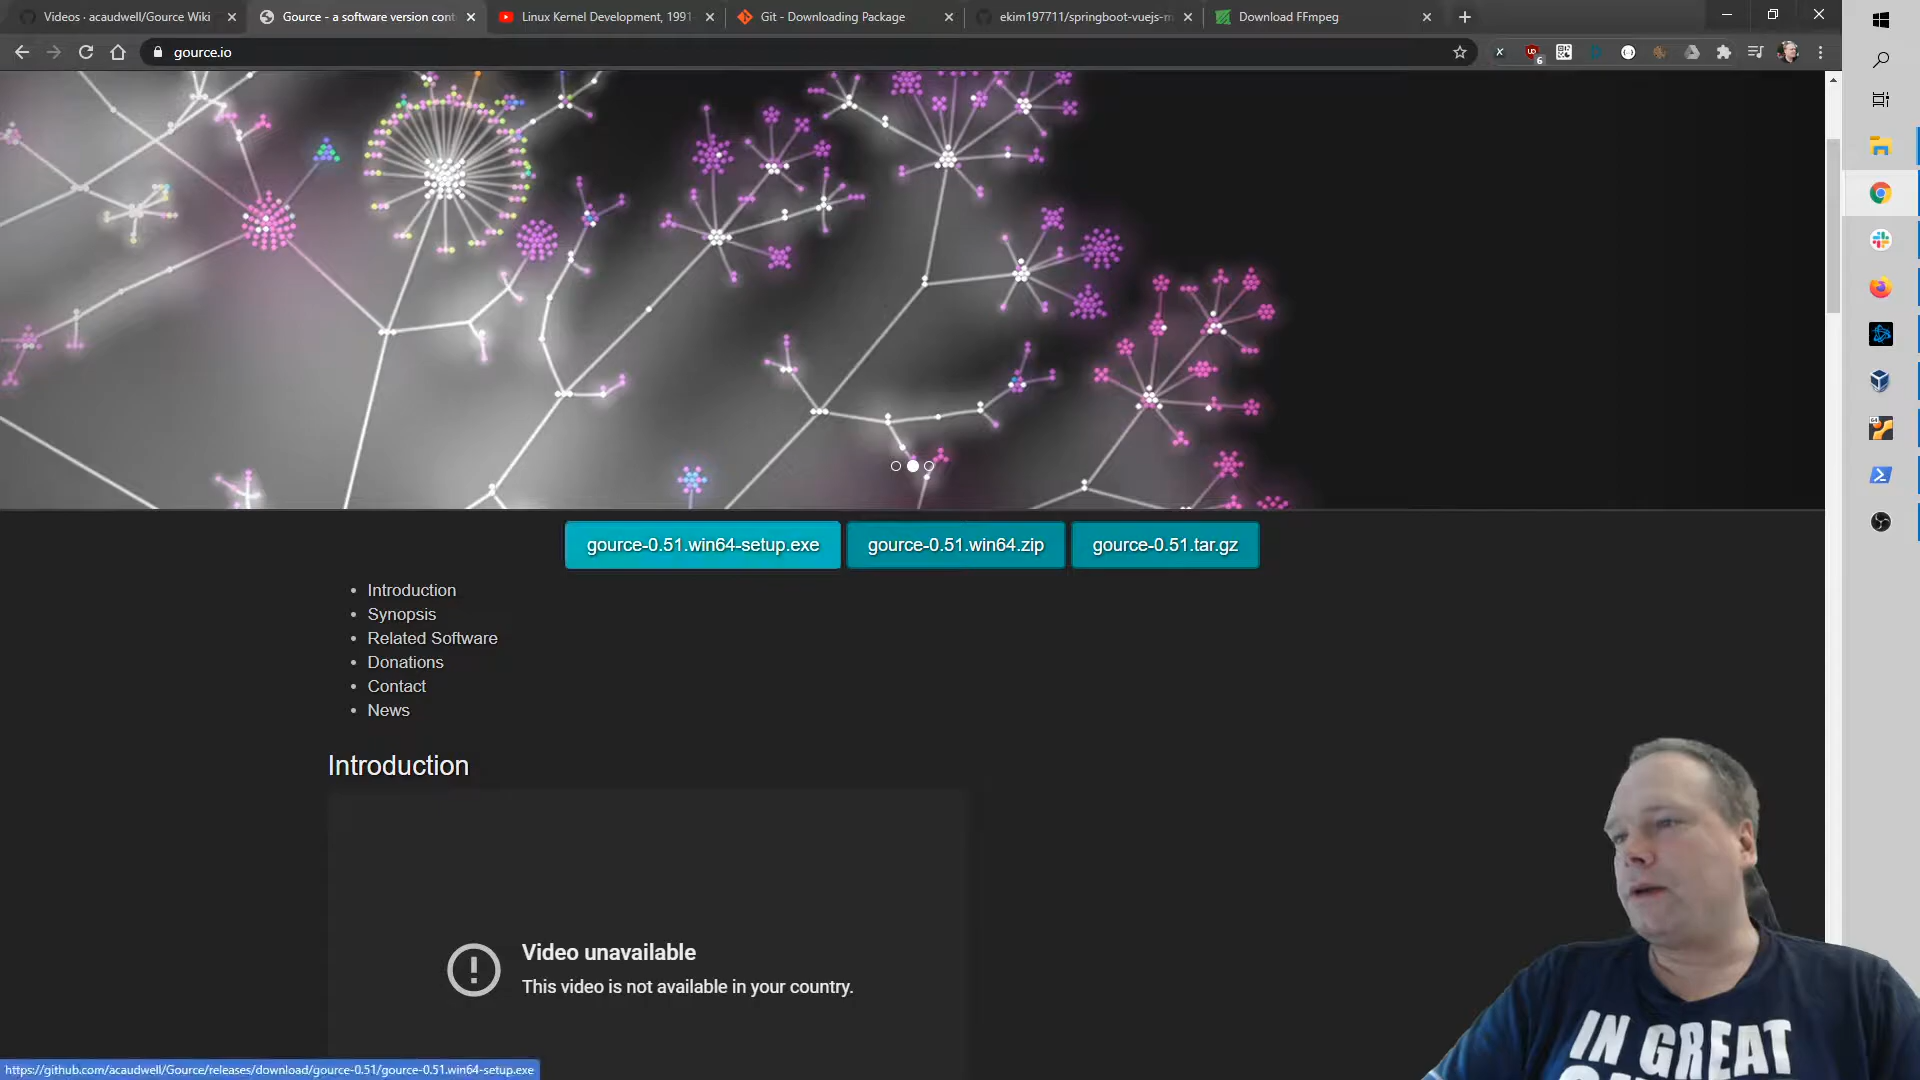 Videos · acaudwell/Gource Wiki
Gource - a software version cont
Linux Kernel Development, 1991-
Git - Downloading Package
ekim197711/springboot-vuejs-m
Download FFmpeg
gource.io
6
gource-0.51.win64-setup.exe
gource-0.51.win64.zip
gource-0.51.tar.gz
• Introduction
• Synopsis
• Related Software
• Donations
• Contact
• News
Introduction
Video unavailable
This video is not available in your country.
IN GREAT
https://github.com/acaudwell/Gource/releases/download/gource-0.51/gource-0.51.win64-setup.exe